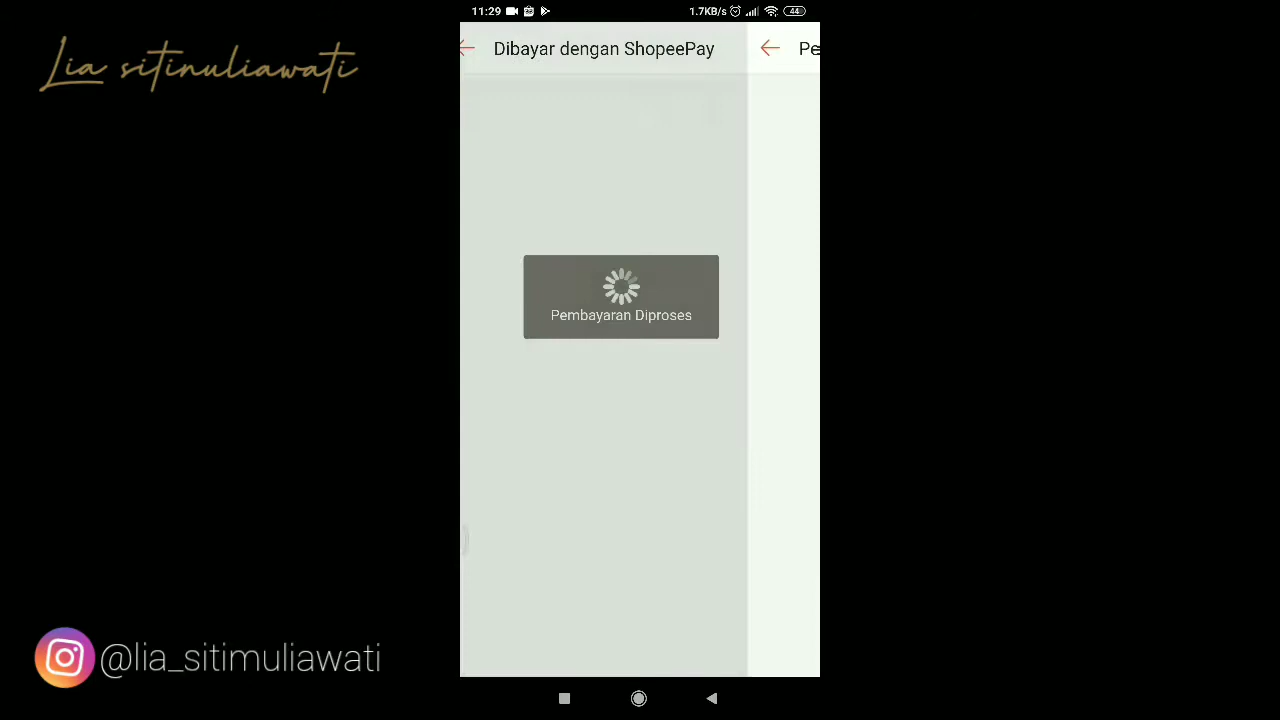 Lia sitinuliawati
11:29
1.7KB/s
44
Dibayar dengan ShopeePay
Pe
Pembayaran Diproses
@lia_sitimuliawati